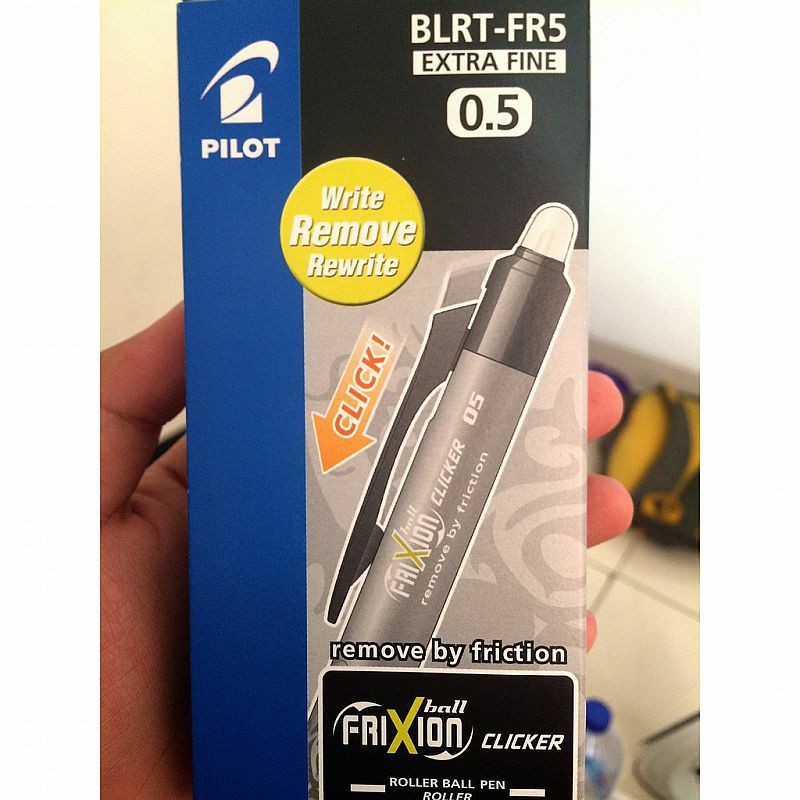 BLRT-FR5
EXTRA FINE
0.5
PILOT
Write
Remove
Rewrite
CLICK!
ball
FRIXION CLICKER 05
remove by friction
remove by friction
ball
FRIXION CLICKER
ROLLER BALL PEN
ROLLER